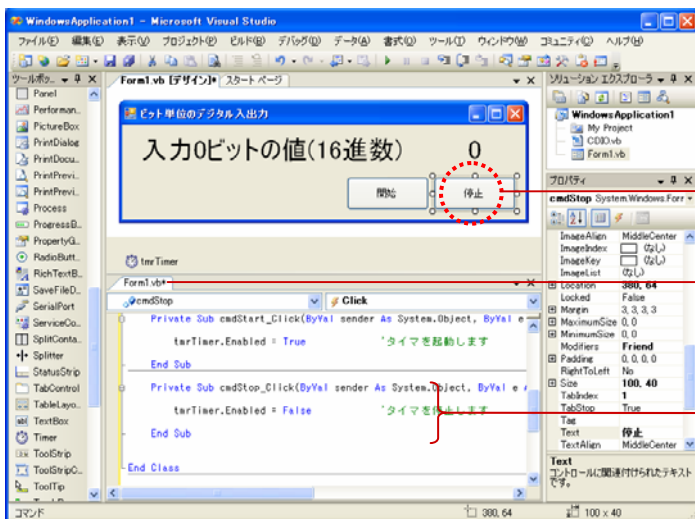 WindowsApplication1 - Microsoft Visual Studio
ファイル(F) 編集(E) 表示(V) プロジェクト(P) ビルド(B) デバッグ(D) データ(A) 書式(O) ツール(T) ウィンドウ(W) コミュニティ(C) ヘルプ(H)
ツールボッ..
Panel
Performan..
PictureBox
PrintDialog
PrintDocu..
PrintPrevi..
PrintPrevi..
Process
ProgressB..
PropertyG..
RadioButt..
RichTextB..
SaveFileD..
SerialPort
ServiceCo..
SplitConta..
Splitter
StatusStrip
TabControl
TableLayo..
TextBox
Timer
ToolStrip
ToolStripC..
ToolTip
Form1.vb [デザイン]* スタート ページ
ビット単位のデジタル入出力
入力0ビットの値(16進数) 0
開始 停止
tmrTimer
Form1.vb*
cmdStop Click
Private Sub cmdStart_Click(ByVal sender As System.Object, ByVal e
tmrTimer.Enabled = True 'タイマを起動します
End Sub
Private Sub cmdStop_Click(ByVal sender As System.Object, ByVal e A
tmrTimer.Enabled = False 'タイマを停止します
End Sub
End Class
ソリューション エクスプローラ
WindowsApplication1
My Project
CDIO.vb
Form1.vb
プロパティ
cmdStop System.Windows.Forr
ImageAlign MiddleCenter
ImageIndex (なし)
ImageKey (なし)
ImageList (なし)
Location 380, 64
Locked False
Margin 3, 3, 3, 3
MaximumSize 0, 0
MinimumSize 0, 0
Modifiers Friend
Padding 0, 0, 0, 0
RightToLeft No
Size 100, 40
TabIndex 1
TabStop True
Tag
Text 停止
TextAlign MiddleCenter
Text
コントロールに関連付けられたテキスト
です。
コマンド 380, 64 100 x 40